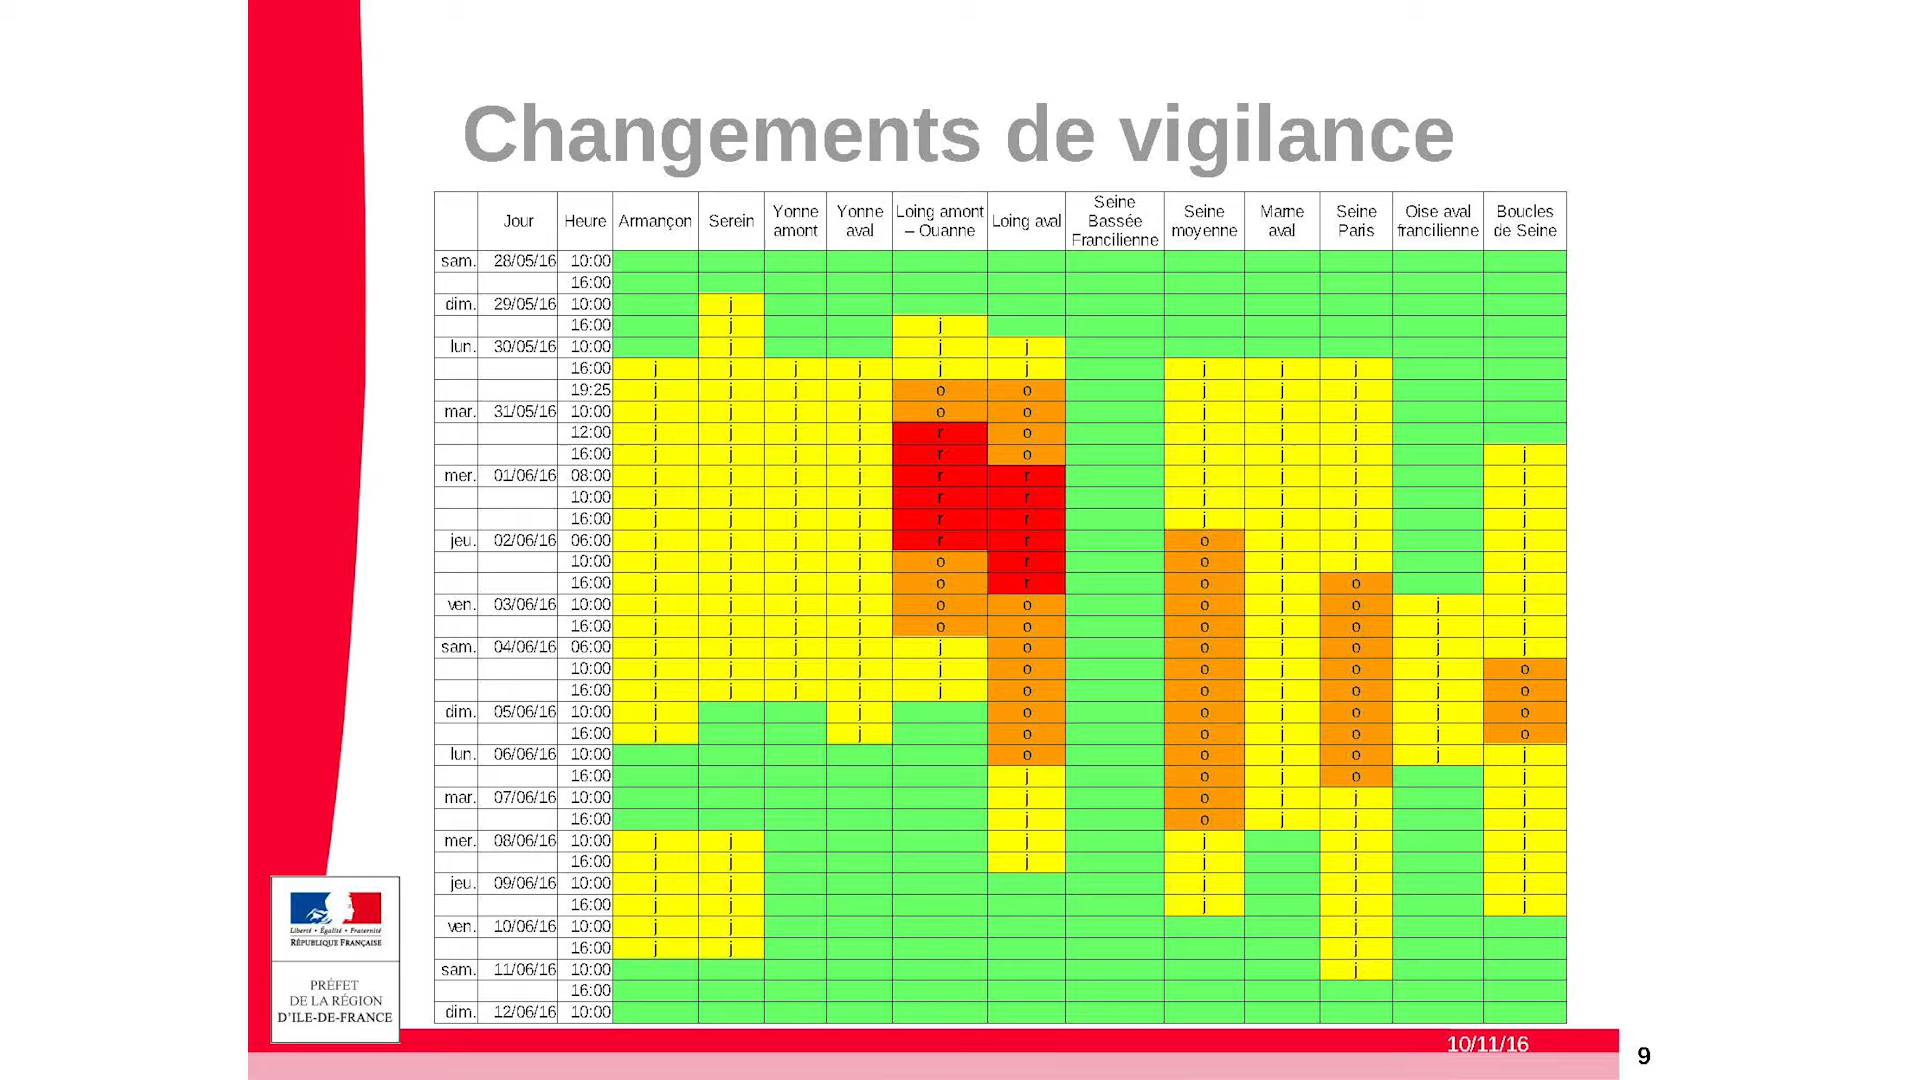 Changements de vigilance
Jour Heure Armançon Serein Yonne amont Yonne aval Loing amont – Ouanne Loing aval Seine Bassée Francilienne Seine moyenne Marne aval Seine Paris Oise aval francilienne Boucles de Seine
sam. 28/05/16 10:00
16:00
dim. 29/05/16 10:00 j
16:00 j j
lun. 30/05/16 10:00 j j j
16:00 j j j j j j j j j
19:25 j j j j o o j j j
mar. 31/05/16 10:00 j j j j o o j j j
12:00 j j j j r o j j j
16:00 j j j j r o j j j j
mer. 01/06/16 08:00 j j j j r r j j j j
10:00 j j j j r r j j j j
16:00 j j j j r r j j j j
jeu. 02/06/16 06:00 j j j j r r o j j j
10:00 j j j j o r o j j j
16:00 j j j j o r o j o j
ven. 03/06/16 10:00 j j j j o o o j o j j
16:00 j j j j o o o j o j j
sam. 04/06/16 06:00 j j j j j o o j o j j
10:00 j j j j j o o j o j o
16:00 j j j j j o o j o j o
dim. 05/06/16 10:00 j j o o j o j o
16:00 j j o o j o j o
lun. 06/06/16 10:00 o o j o j j
16:00 j o j o j
mar. 07/06/16 10:00 j o j j j
16:00 j o j j j
mer. 08/06/16 10:00 j j j j j j
16:00 j j j j j j
jeu. 09/06/16 10:00 j j j j j
16:00 j j j j j
ven. 10/06/16 10:00 j j j
16:00 j j j
sam. 11/06/16 10:00 j
16:00
dim. 12/06/16 10:00
Liberté • Égalité • Fraternité
RÉPUBLIQUE FRANÇAISE
PRÉFET
DE LA RÉGION
D'ILE-DE-FRANCE
10/11/16
9